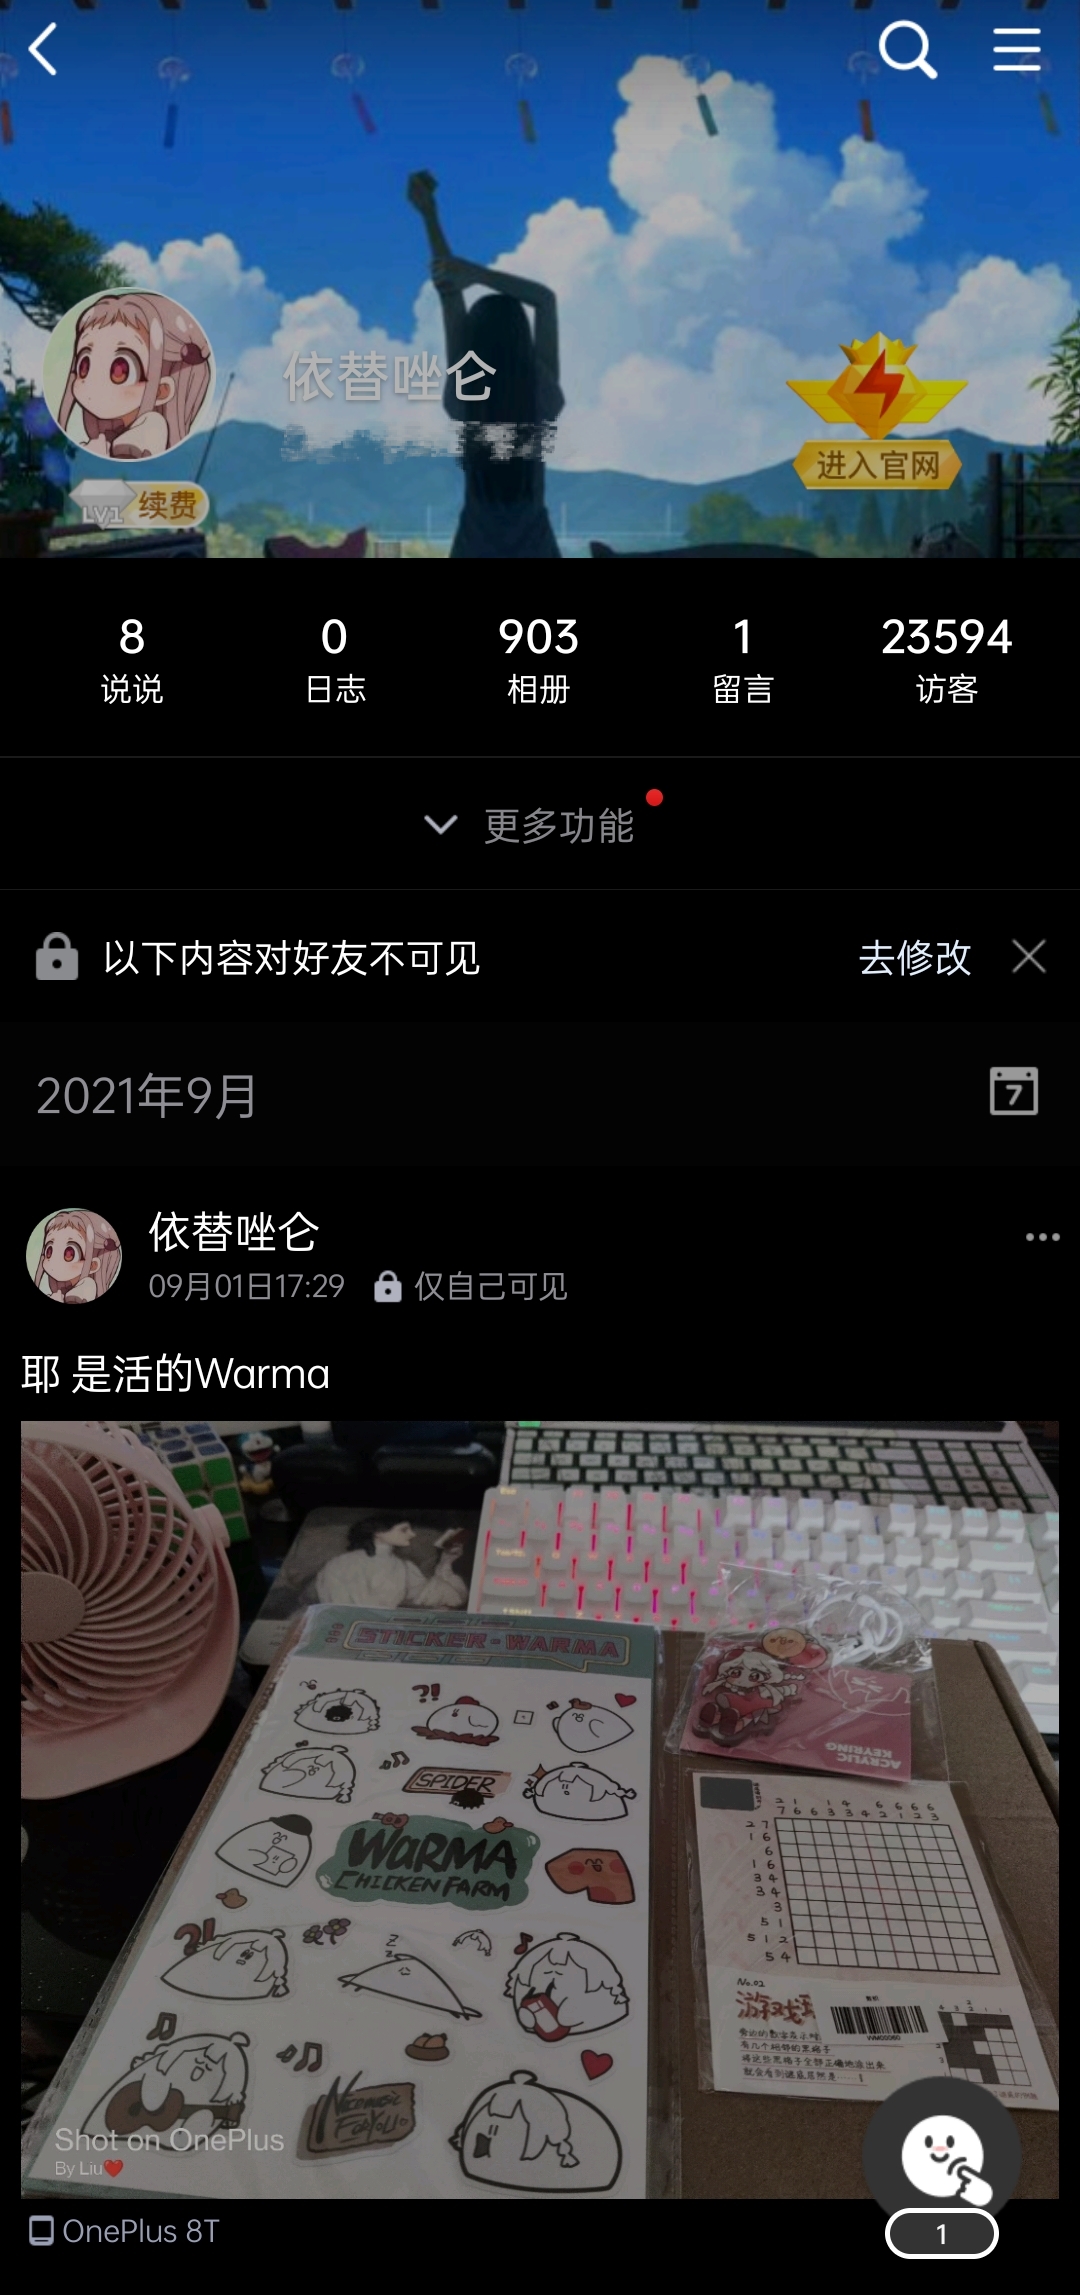 依替唑仑
LV1 续费
进入官网
8 0 903 1 23594
说说 日志 相册 留言 访客
更多功能
以下内容对好友不可见 去修改
2021年9月
7
依替唑仑
09月01日17:29 仅自己可见
耶 是活的Warma
STICKER-WARMA
?!
SPIDER
WARMA
CHICKEN FARM
ACRYLIC
KEYRING
No.02
Shot on OnePlus
By Liu❤️
OnePlus 8T
1